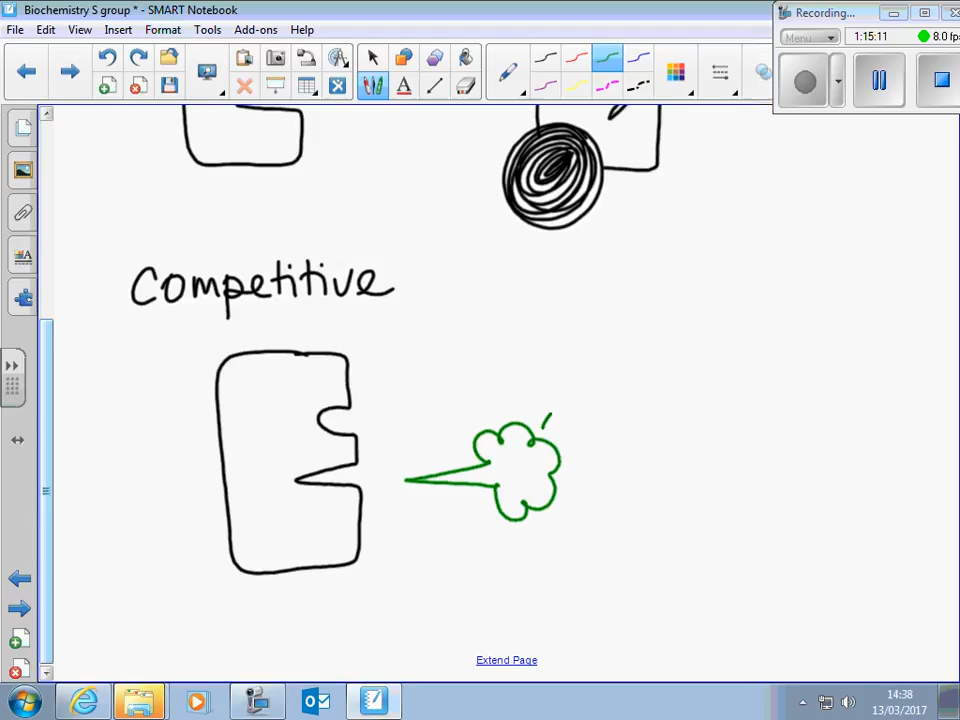 Biochemistry S group * - SMART Notebook
Recording...
File Edit View Insert Format Tools Add-ons Help
Menu
1:15:11
8.0 fps
Competitive
Extend Page
14:38
13/03/2017